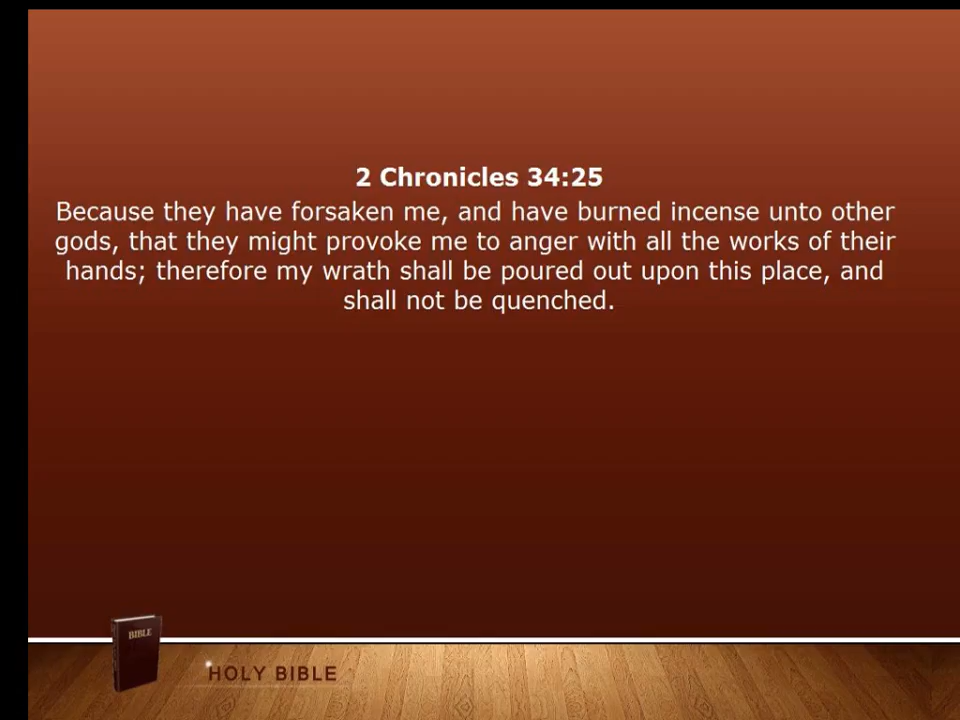 2 Chronicles 34:25
Because they have forsaken me, and have burned incense unto other
gods, that they might provoke me to anger with all the works of their
hands; therefore my wrath shall be poured out upon this place, and
shall not be quenched.
BIBLE
HOLY BIBLE